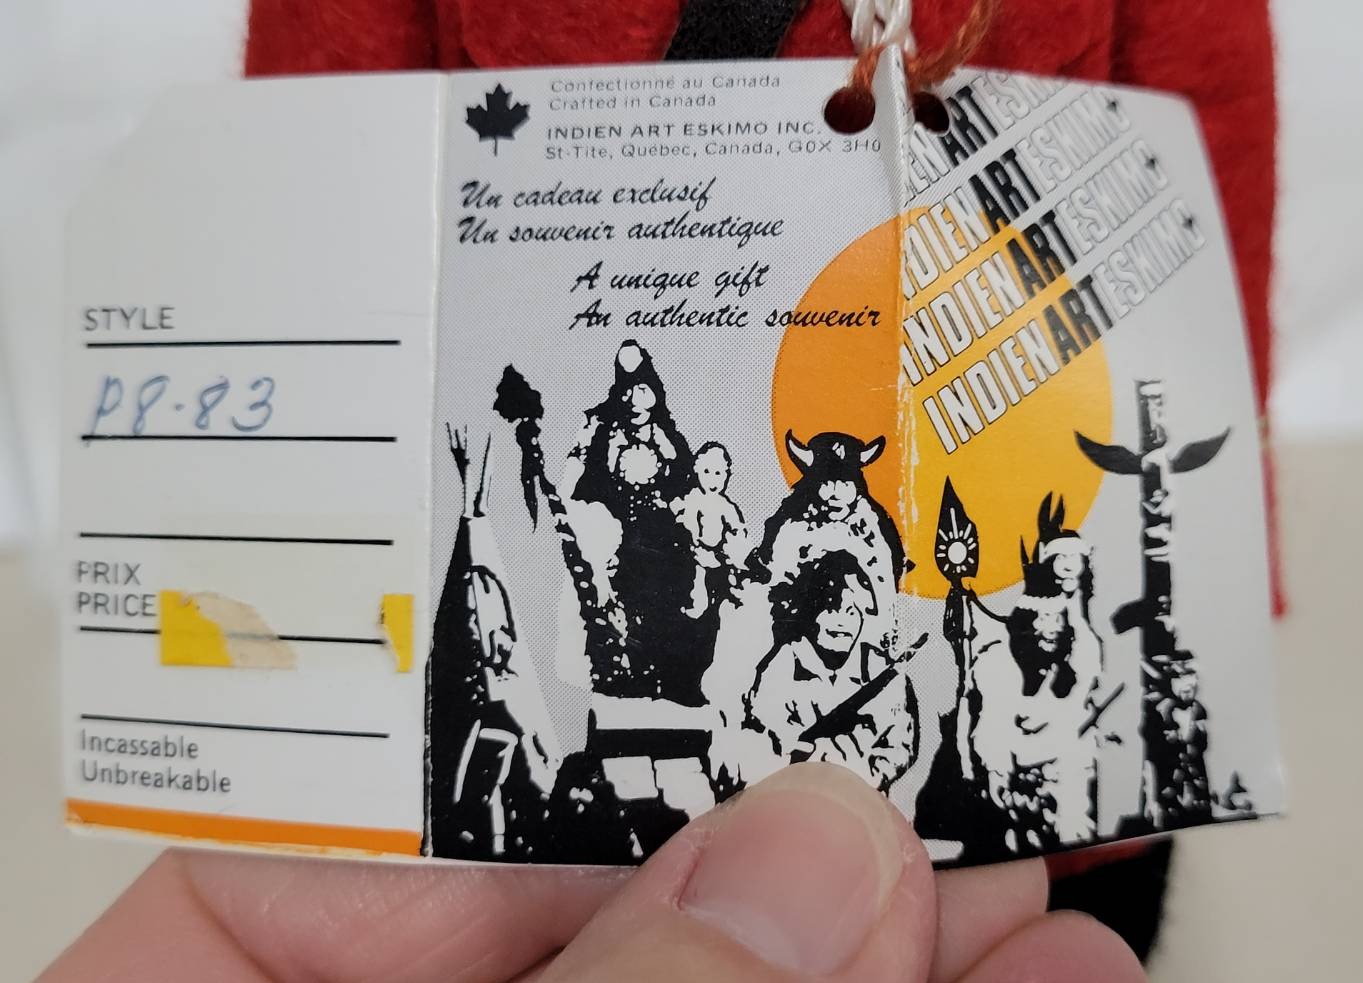 STYLE
P8-83
PRIX
PRICE
Incassable
Unbreakable
Confectionné au Canada
Crafted in Canada
INDIEN ART ESKIMO INC.
St-Tite, Québec, Canada, G0X 3H0
Un cadeau exclusif
Un souvenir authentique
A unique gift
An authentic souvenir
ARTESKIMO
INDIENARTESKIMO
INDIENARTESKIMO
INDIENARTESKIMO